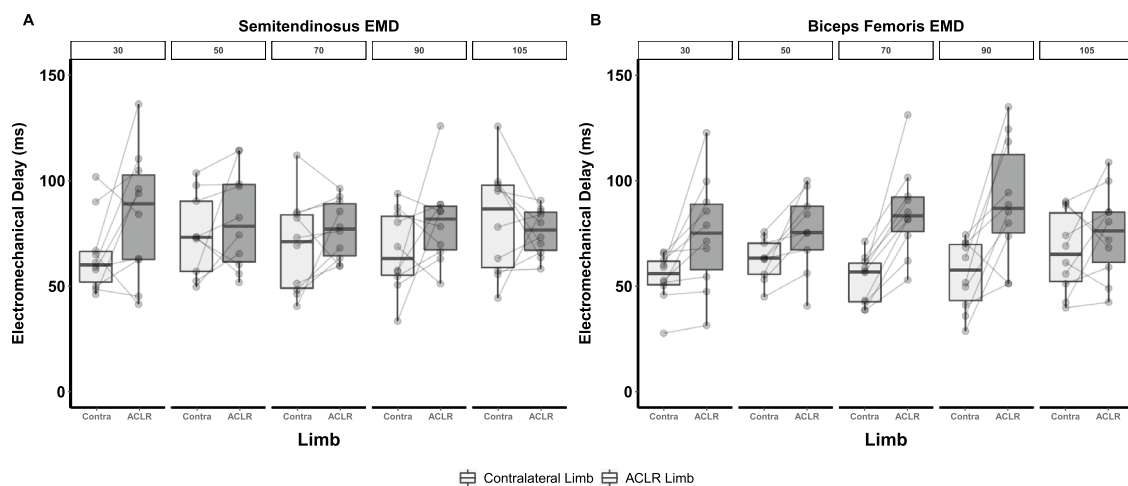 A
Semitendinosus EMD
30 50 70 90 105
Electromechanical Delay (ms)
150
100
50
0
Contra ACLR Contra ACLR Contra ACLR Contra ACLR Contra ACLR
Limb
B
Biceps Femoris EMD
30 50 70 90 105
Electromechanical Delay (ms)
150
100
50
0
Contra ACLR Contra ACLR Contra ACLR Contra ACLR Contra ACLR
Limb
Contralateral Limb ACLR Limb